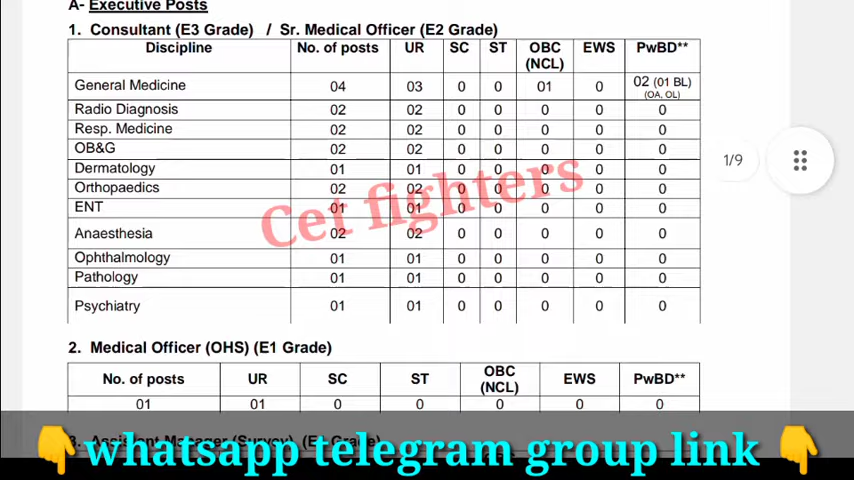 A- Executive Posts
1. Consultant (E3 Grade) / Sr. Medical Officer (E2 Grade)
Discipline No. of posts UR SC ST OBC (NCL) EWS PwBD**
General Medicine 04 03 0 0 01 0 02 (01 BL) (OA, OL)
Radio Diagnosis 02 02 0 0 0 0 0
Resp. Medicine 02 02 0 0 0 0 0
OB&G 02 02 0 0 0 0 0
Dermatology 01 01 0 0 0 0 0
Orthopaedics 02 02 0 0 0 0 0
ENT 01 01 0 0 0 0 0
Anaesthesia 02 02 0 0 0 0 0
Ophthalmology 01 01 0 0 0 0 0
Pathology 01 01 0 0 0 0 0
Psychiatry 01 01 0 0 0 0 0
Cet fighters
1/9
2. Medical Officer (OHS) (E1 Grade)
No. of posts UR SC ST OBC (NCL) EWS PwBD**
01 01 0 0 0 0 0
3. Assistant Manager (Survey) (E1 Grade)
👇 whatsapp telegram group link 👇